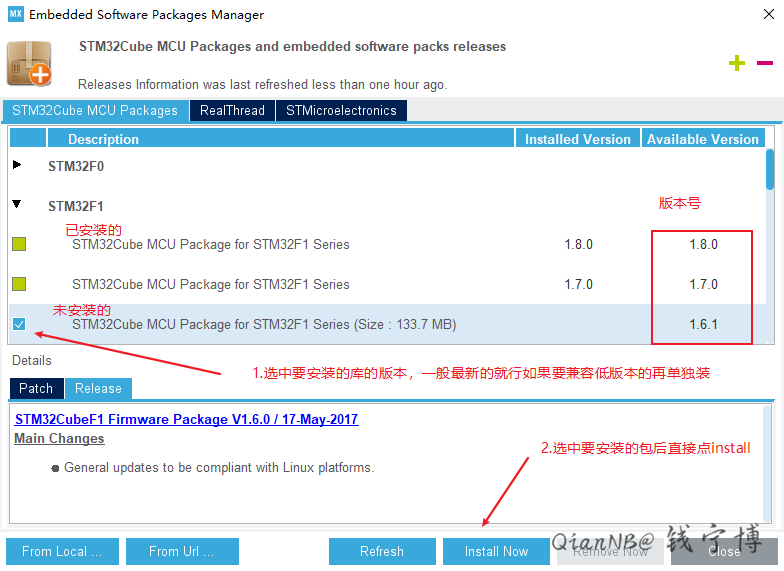 MX Embedded Software Packages Manager
STM32Cube MCU Packages and embedded software packs releases
Releases Information was last refreshed less than one hour ago.
STM32Cube MCU Packages RealThread STMicroelectronics
Description Installed Version Available Version
STM32F0
STM32F1
版本号
已安装的
STM32Cube MCU Package for STM32F1 Series 1.8.0 1.8.0
STM32Cube MCU Package for STM32F1 Series 1.7.0 1.7.0
未安装的
STM32Cube MCU Package for STM32F1 Series (Size : 133.7 MB) 1.6.1
Details
1.选中要安装的库的版本，一般最新的就行如果要兼容低版本的再单独装
Patch Release
STM32CubeF1 Firmware Package V1.6.0 / 17-May-2017
Main Changes
2.选中要安装的包后直接点install
General updates to be compliant with Linux platforms.
From Local ... From Url ... Refresh Install Now Remove Now Close
QianNB@ 钱宁博